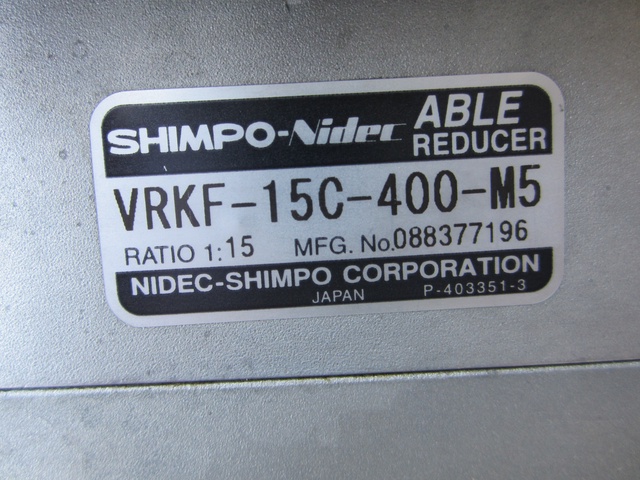 SHIMPO-Nidec ABLE REDUCER
VRKF-15C-400-M5
RATIO 1:15 MFG. No.088377196
NIDEC-SHIMPO CORPORATION
JAPAN P-403351-3